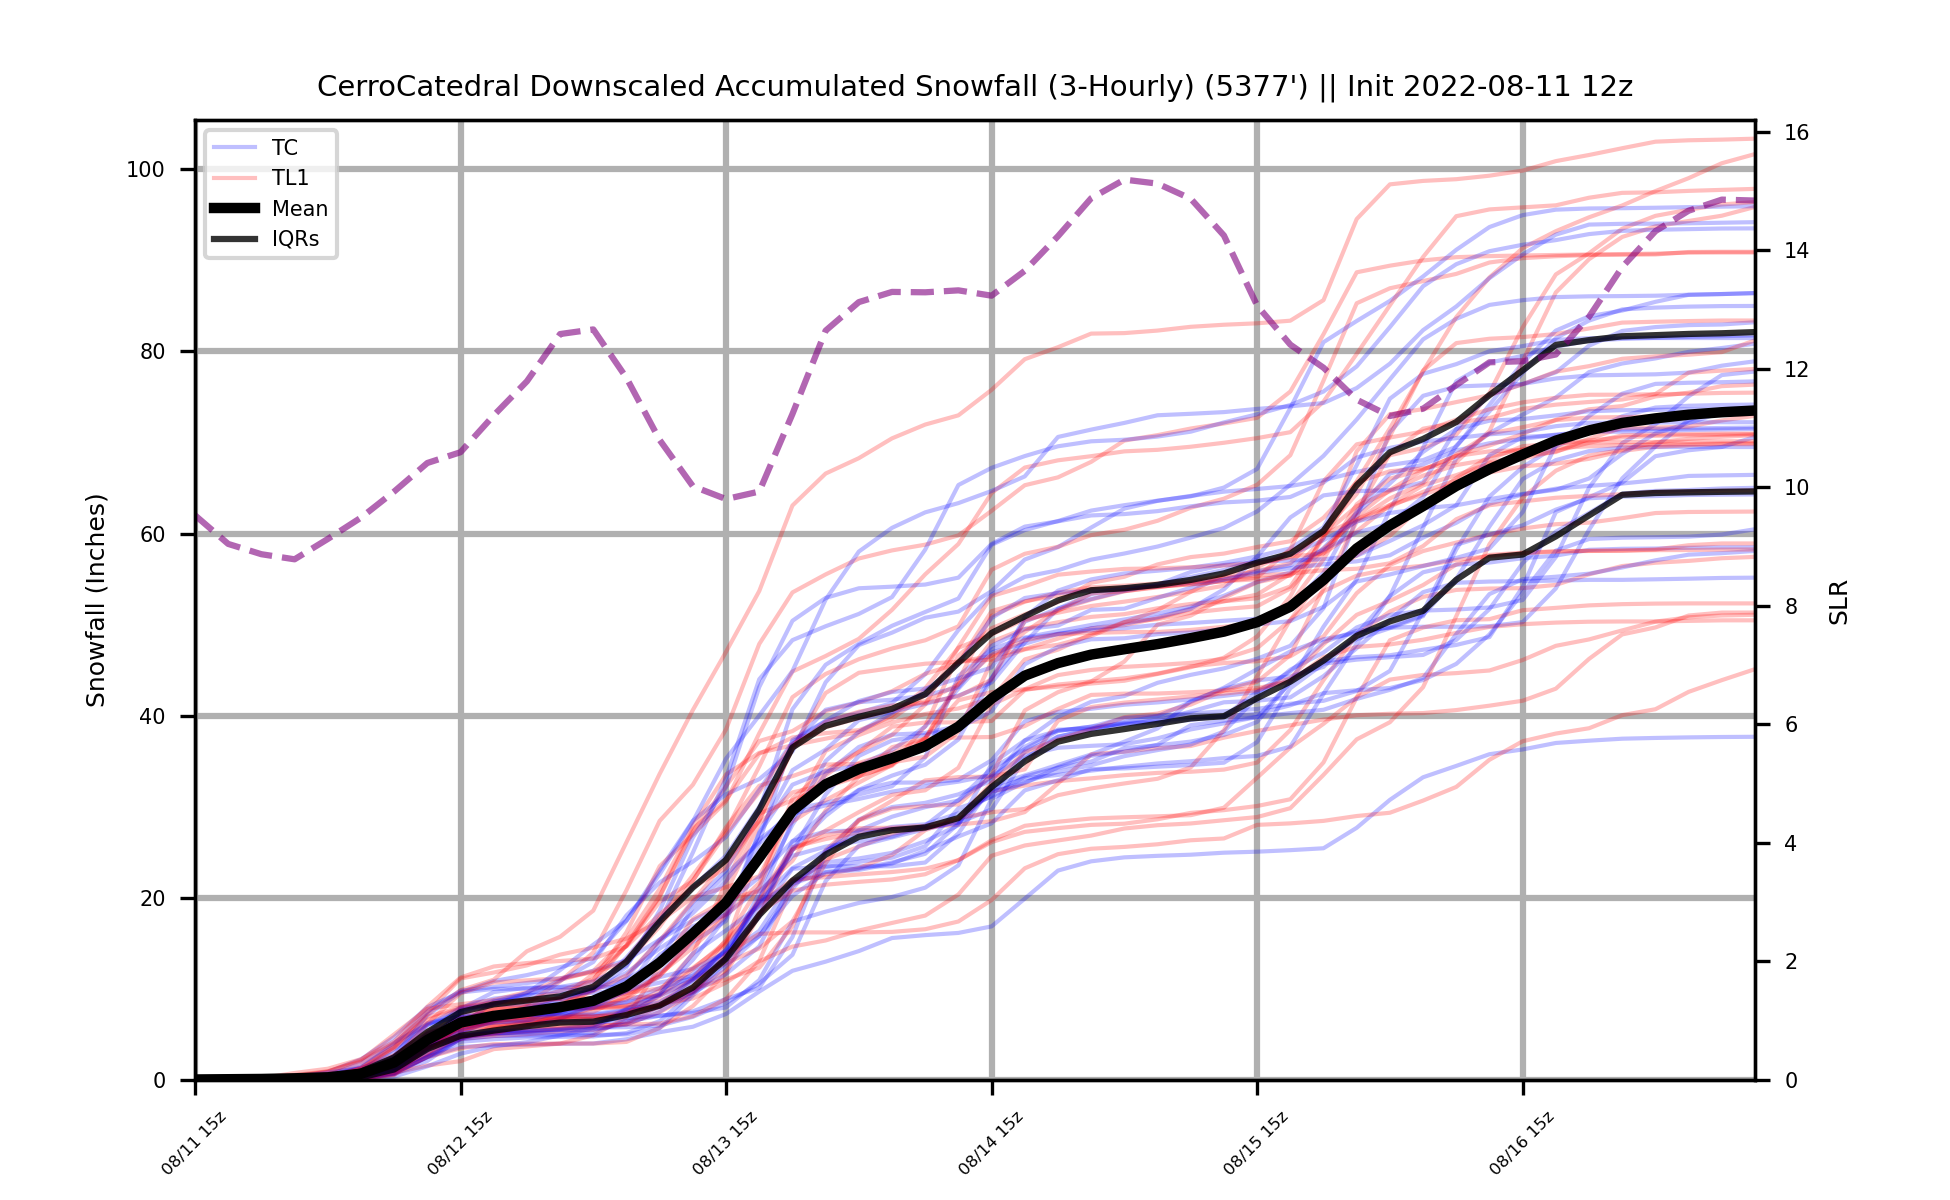 CerroCatedral Downscaled Accumulated Snowfall (3-Hourly) (5377') || Init 2022-08-11 12z
TC
TL1
Mean
IQRs
Snowfall (Inches)
100
80
60
40
20
0
SLR
16
14
12
10
8
6
4
2
0
08/11 15z
08/12 15z
08/13 15z
08/14 15z
08/15 15z
08/16 15z